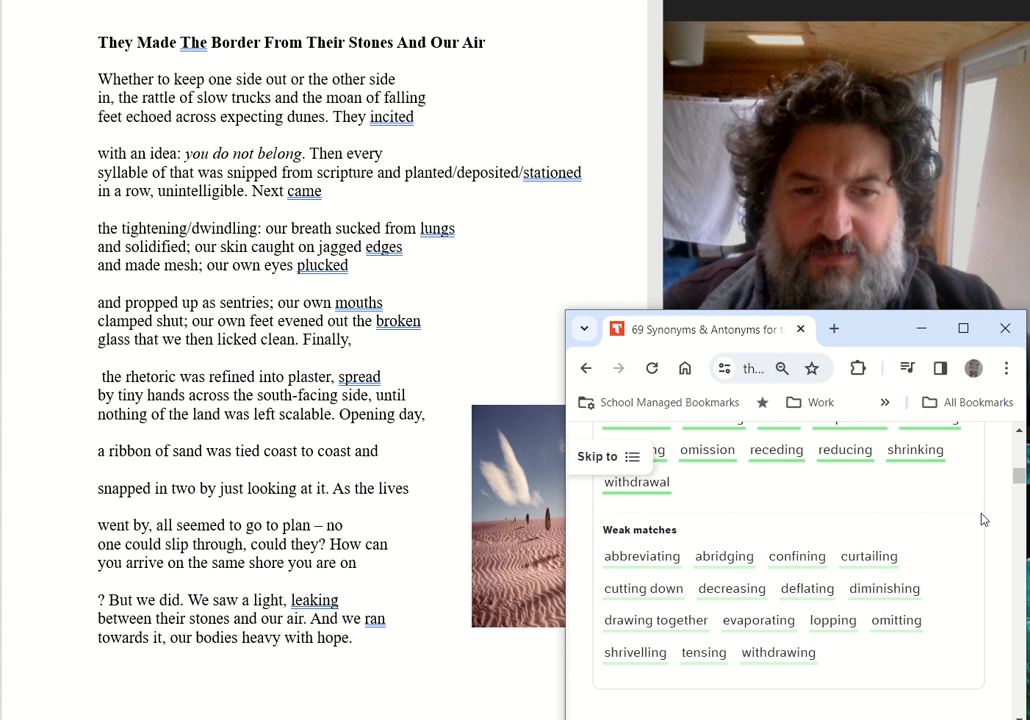 They Made The Border From Their Stones And Our Air
Whether to keep one side out or the other side
in, the rattle of slow trucks and the moan of falling
feet echoed across expecting dunes. They incited
with an idea: you do not belong. Then every
syllable of that was snipped from scripture and planted/deposited/stationed
in a row, unintelligible. Next came
the tightening/dwindling: our breath sucked from lungs
and solidified; our skin caught on jagged edges
and made mesh; our own eyes plucked
and propped up as sentries; our own mouths
clamped shut; our own feet evened out the broken
glass that we then licked clean. Finally,
the rhetoric was refined into plaster, spread
by tiny hands across the south-facing side, until
nothing of the land was left scalable. Opening day,
a ribbon of sand was tied coast to coast and
snapped in two by just looking at it. As the lives
went by, all seemed to go to plan – no
one could slip through, could they? How can
you arrive on the same shore you are on
? But we did. We saw a light, leaking
between their stones and our air. And we ran
towards it, our bodies heavy with hope.
69 Synonyms & Antonyms for
th...
School Managed Bookmarks Work » All Bookmarks
Skip to
omission receding reducing shrinking
withdrawal
Weak matches
abbreviating abridging confining curtailing
cutting down decreasing deflating diminishing
drawing together evaporating lopping omitting
shrivelling tensing withdrawing